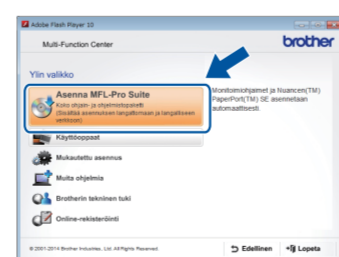 Adobe Flash Player 10
Multi-Function Center
brother
Ylin valikko
Asenna MFL-Pro Suite
Koko ohjain- ja ohjelmistopaketti
(Sisältää asennuksen langattomaan ja langalliseen
verkkoon)
Monitoimiohjaimet ja Nuancen(TM)
PaperPort(TM) SE asennetaan
automaattisesti.
Käyttöoppaat
Mukautettu asennus
Muita ohjelmia
Brotherin tekninen tuki
Online-rekisteröinti
© 2001-2014 Brother Industries, Ltd. All Rights Reserved.
Edellinen
Lopeta